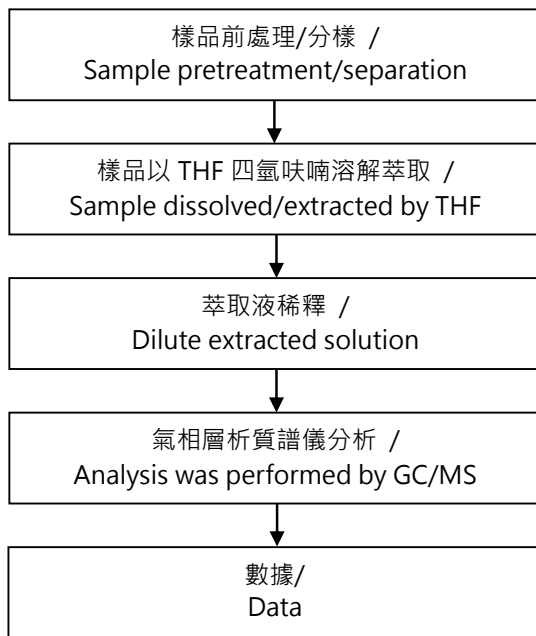 樣品前處理/分樣 /
Sample pretreatment/separation
樣品以 THF 四氫呋喃溶解萃取 /
Sample dissolved/extracted by THF
萃取液稀釋 /
Dilute extracted solution
氣相層析質譜儀分析 /
Analysis was performed by GC/MS
數據/
Data